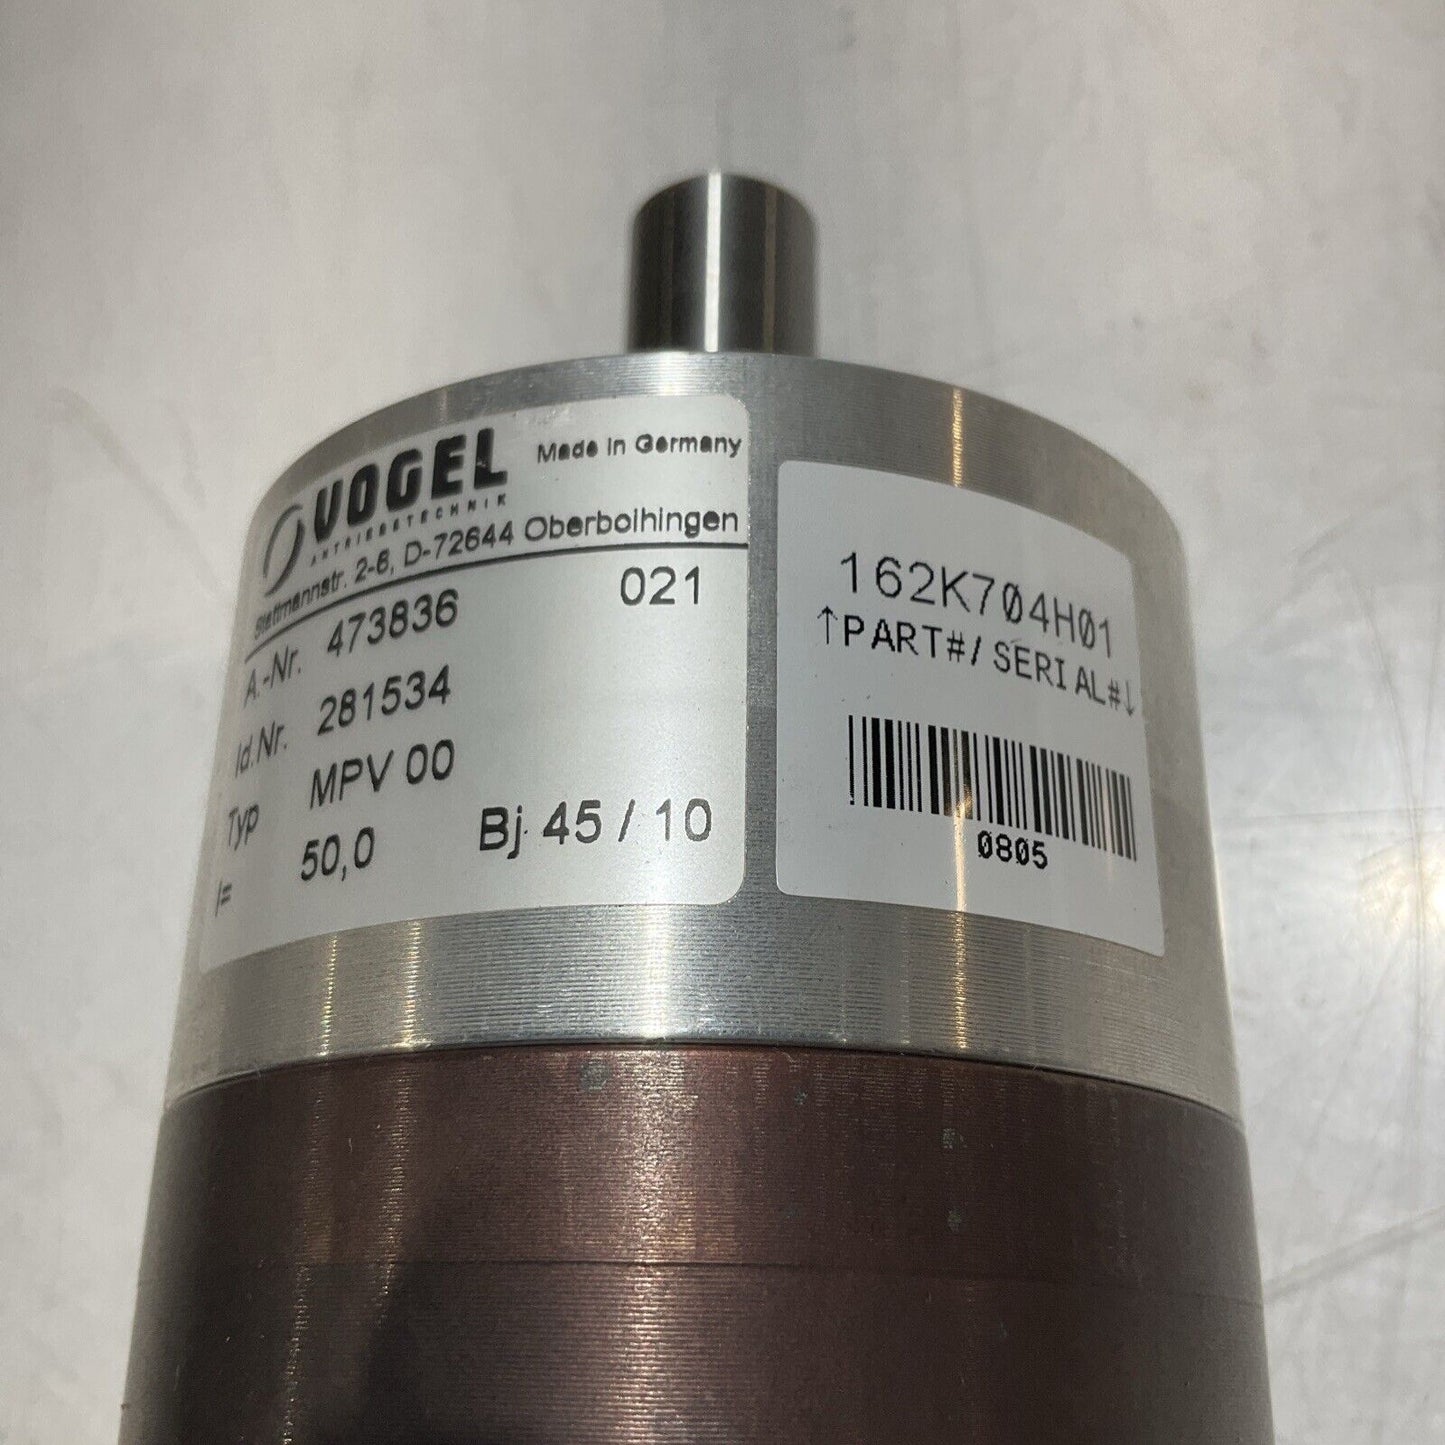 VOGEL
ANTRIEBSTECHNIK
Made in Germany
Stettmannstr. 2-6, D-72644 Oberboihingen
A.-Nr. 473836 021
Id.Nr. 281534
Typ MPV 00
i= 50,0 Bj. 45 / 10
162K704H01
↑PART#/SERIAL#↓
0805